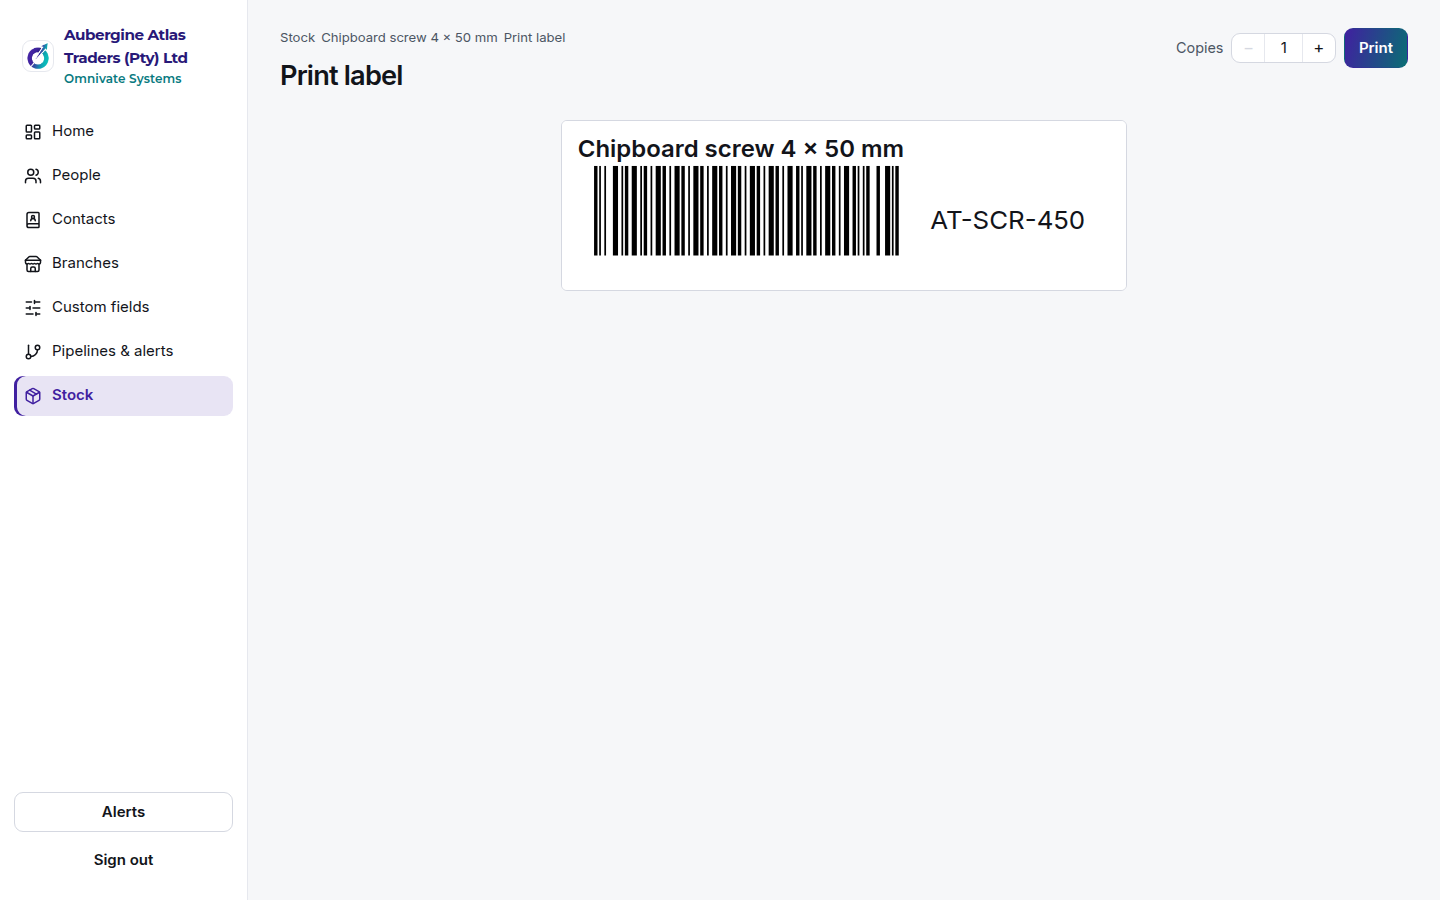 Aubergine Atlas
Traders (Pty) Ltd
Omnivate Systems
Home
People
Contacts
Branches
Custom fields
Pipelines & alerts
Stock
Alerts
Sign out
Stock Chipboard screw 4 × 50 mm Print label
Print label
Copies − 1 + Print
Chipboard screw 4 × 50 mm
AT-SCR-450